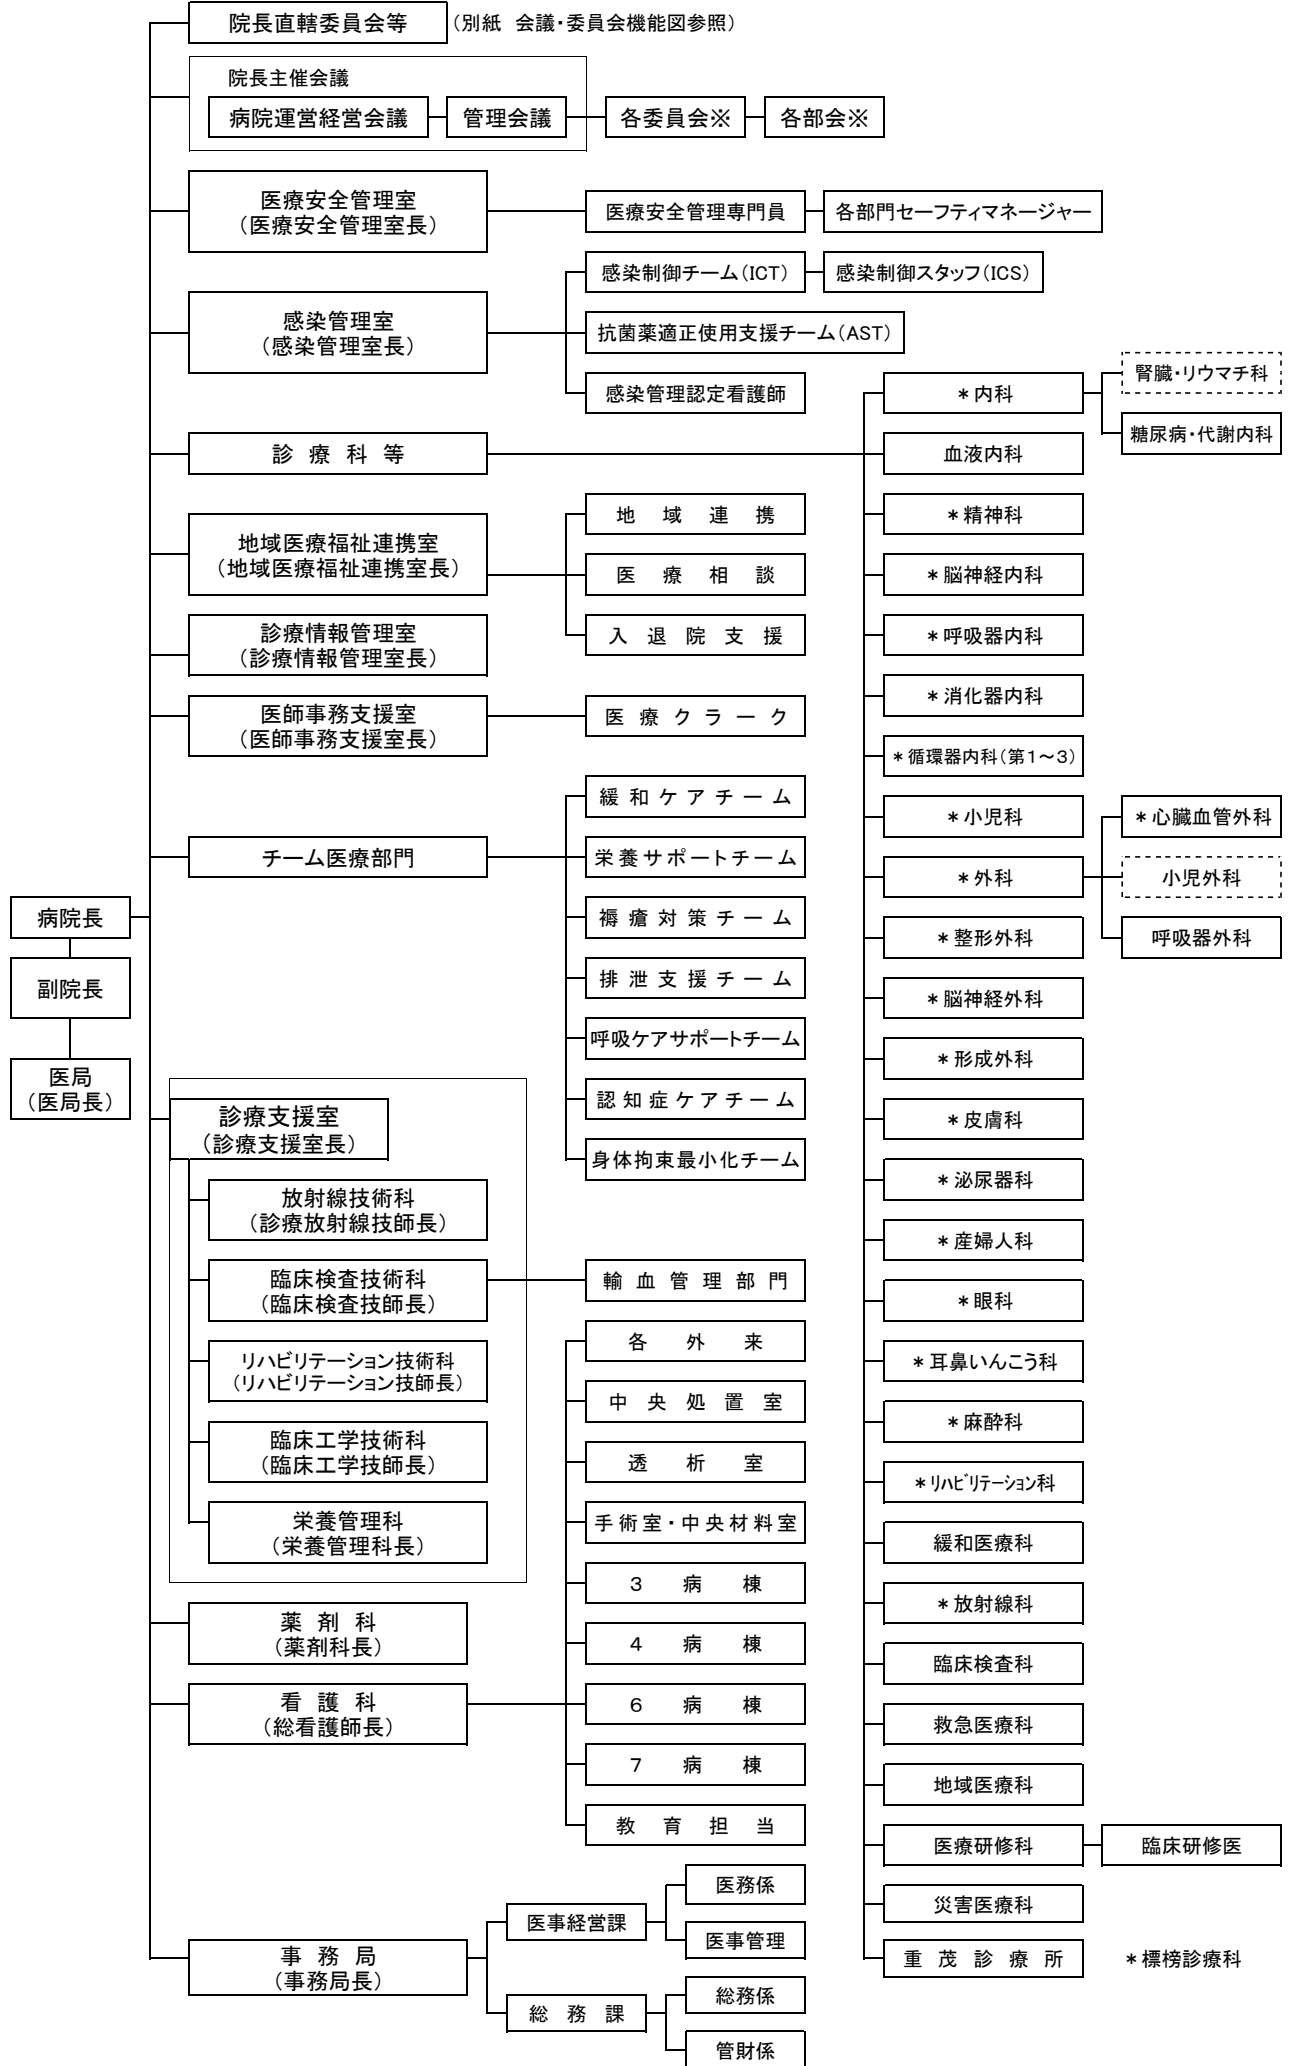 院長直轄委員会等 （別紙　会議・委員会機能図参照）
院長主催会議
病院運営経営会議 管理会議 各委員会※ 各部会※
医療安全管理室
（医療安全管理室長）
医療安全管理専門員 各部門セーフティマネージャー
感染管理室
（感染管理室長）
感染制御チーム（ICT） 感染制御スタッフ（ICS）
抗菌薬適正使用支援チーム（AST）
感染管理認定看護師
診 療 科 等
地域医療福祉連携室
（地域医療福祉連携室長）
地 域 連 携
医 療 相 談
入 退 院 支 援
診療情報管理室
（診療情報管理室長）
医師事務支援室
（医師事務支援室長）
医 療 ク ラ ー ク
チーム医療部門
緩 和 ケ ア チ ー ム
栄 養 サ ポ ー ト チ ー ム
褥 瘡 対 策 チ ー ム
排 泄 支 援 チ ー ム
呼吸ケアサポートチーム
認 知 症 ケ ア チ ー ム
身体拘束最小化チーム
病院長
副院長
医局
（医局長）
診療支援室
（診療支援室長）
放射線技術科
（診療放射線技師長）
臨床検査技術科
（臨床検査技師長）
輸 血 管 理 部 門
リハビリテーション技術科
（リハビリテーション技師長）
臨床工学技術科
（臨床工学技師長）
栄養管理科
（栄養管理科長）
薬 剤 科
（薬剤科長）
看 護 科
（総看護師長）
各 外 来
中 央 処 置 室
透 析 室
手 術 室 ・ 中 央 材 料 室
３ 病 棟
４ 病 棟
６ 病 棟
７ 病 棟
教 育 担 当
事 務 局
（事務局長）
医事経営課
医務係
医事管理
総 務 課
総務係
管財係
＊内科
腎臓・リウマチ科
糖尿病・代謝内科
血液内科
＊精神科
＊脳神経内科
＊呼吸器内科
＊消化器内科
＊循環器内科（第１～３）
＊小児科
＊外科
＊心臓血管外科
小児外科
呼吸器外科
＊整形外科
＊脳神経外科
＊形成外科
＊皮膚科
＊泌尿器科
＊産婦人科
＊眼科
＊耳鼻いんこう科
＊麻酔科
＊ﾘﾊﾋﾞﾘﾃｰｼｮﾝ科
緩和医療科
＊放射線科
臨床検査科
救急医療科
地域医療科
医療研修科 臨床研修医
災害医療科
重 茂 診 療 所 ＊標榜診療科